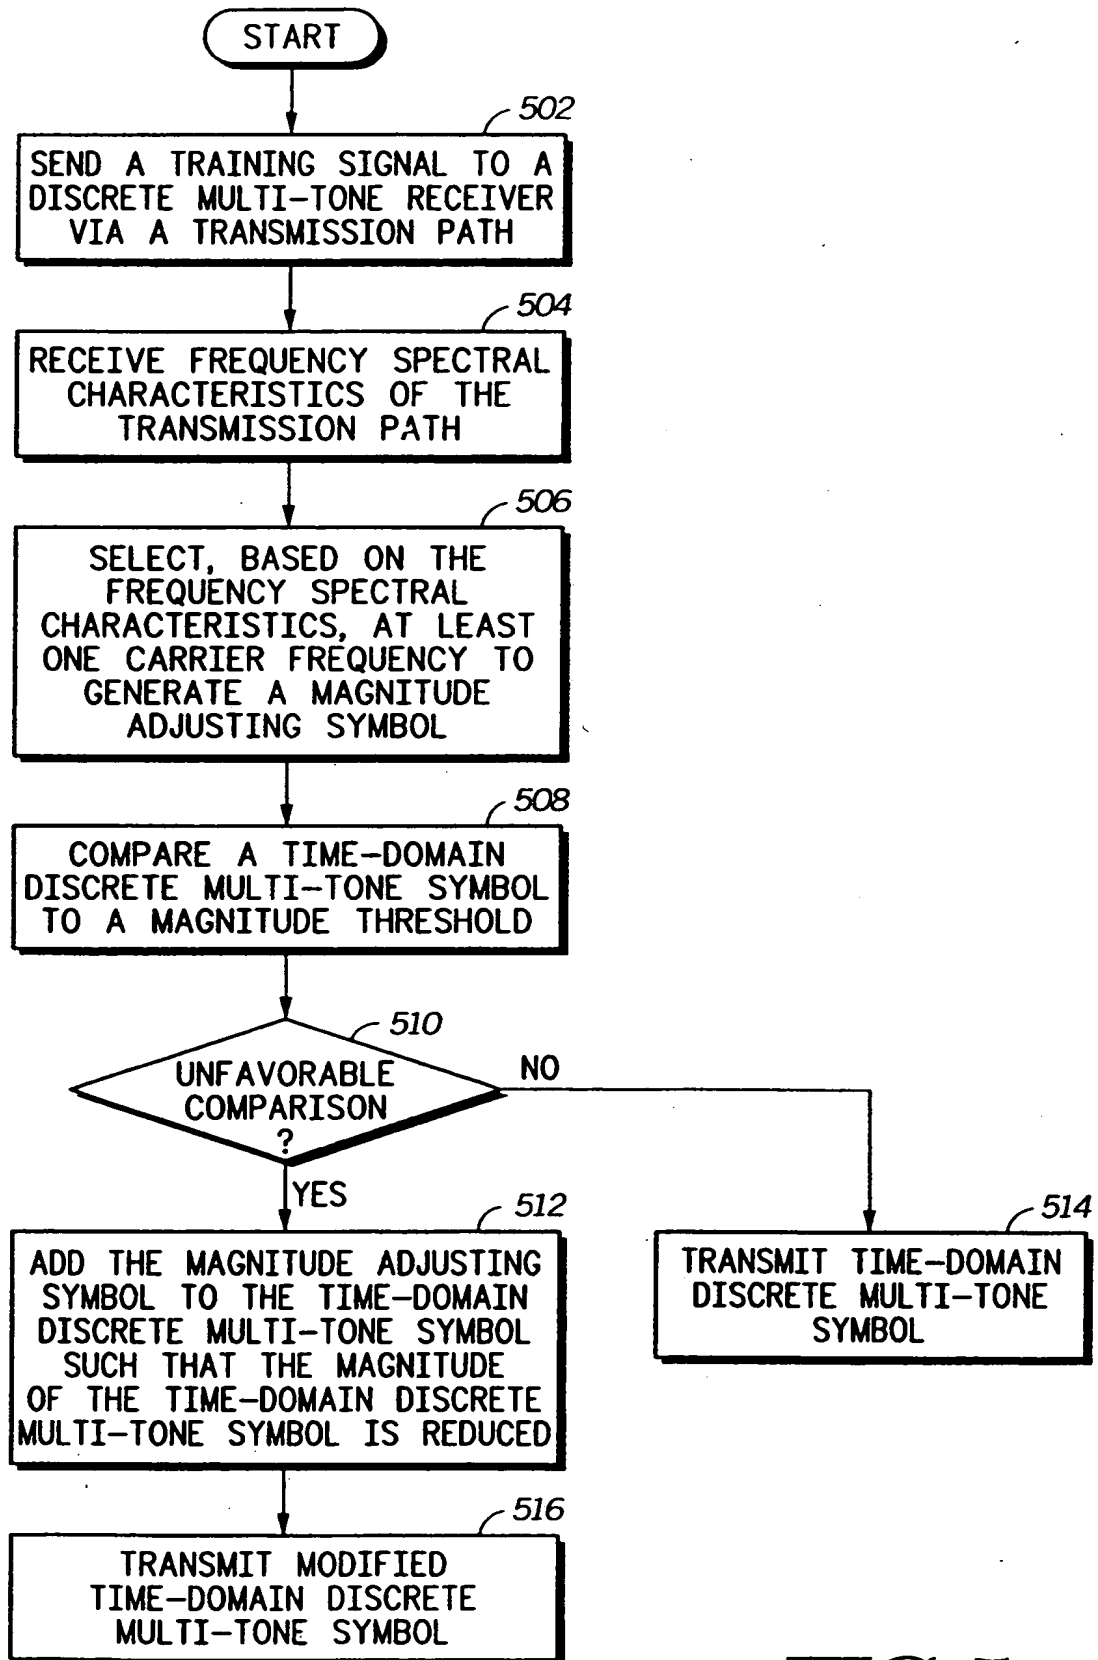 START
502
SEND A TRAINING SIGNAL TO A
DISCRETE MULTI-TONE RECEIVER
VIA A TRANSMISSION PATH
504
RECEIVE FREQUENCY SPECTRAL
CHARACTERISTICS OF THE
TRANSMISSION PATH
506
SELECT, BASED ON THE
FREQUENCY SPECTRAL
CHARACTERISTICS, AT LEAST
ONE CARRIER FREQUENCY TO
GENERATE A MAGNITUDE
ADJUSTING SYMBOL
508
COMPARE A TIME-DOMAIN
DISCRETE MULTI-TONE SYMBOL
TO A MAGNITUDE THRESHOLD
510
UNFAVORABLE
COMPARISON
?
NO
YES
512
ADD THE MAGNITUDE ADJUSTING
SYMBOL TO THE TIME-DOMAIN
DISCRETE MULTI-TONE SYMBOL
SUCH THAT THE MAGNITUDE
OF THE TIME-DOMAIN DISCRETE
MULTI-TONE SYMBOL IS REDUCED
514
TRANSMIT TIME-DOMAIN
DISCRETE MULTI-TONE
SYMBOL
516
TRANSMIT MODIFIED
TIME-DOMAIN DISCRETE
MULTI-TONE SYMBOL